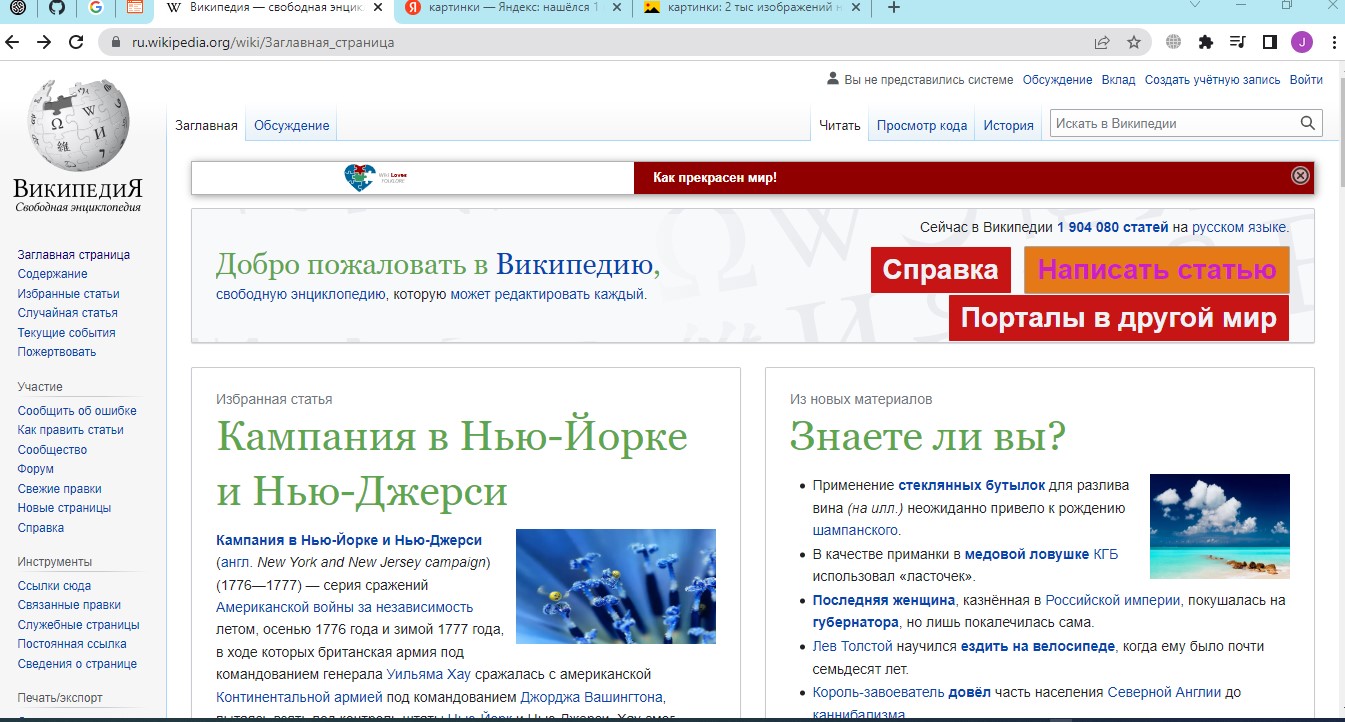 Википедия — свободная энцик
картинки — Яндекс: нашёлся 1
картинки: 2 тыс изображений н
ru.wikipedia.org/wiki/Заглавная_страница
J
Вы не представились системе Обсуждение Вклад Создать учётную запись Войти
Заглавная Обсуждение Читать Просмотр кода История Искать в Википедии
ВИКИПЕДИЯ
Свободная энциклопедия
Заглавная страница
Содержание
Избранные статьи
Случайная статья
Текущие события
Пожертвовать
Участие
Сообщить об ошибке
Как править статьи
Сообщество
Форум
Свежие правки
Новые страницы
Справка
Инструменты
Ссылки сюда
Связанные правки
Служебные страницы
Постоянная ссылка
Сведения о странице
Печать/экспорт
WIKI Loves
FOLKLORE
Как прекрасен мир!
Добро пожаловать в Википедию,
свободную энциклопедию, которую может редактировать каждый.
Сейчас в Википедии 1 904 080 статей на русском языке.
Справка Написать статью
Порталы в другой мир
Избранная статья
Кампания в Нью-Йорке
и Нью-Джерси
Кампания в Нью-Йорке и Нью-Джерси
(англ. New York and New Jersey campaign)
(1776—1777) — серия сражений
Американской войны за независимость
летом, осенью 1776 года и зимой 1777 года,
в ходе которых британская армия под
командованием генерала Уильяма Хау сражалась с американской
Континентальной армией под командованием Джорджа Вашингтона,
пытаясь взять под контроль штаты Нью-Йорк и Нью-Джерси. Хау смог
Из новых материалов
Знаете ли вы?
Применение стеклянных бутылок для разлива
вина (на илл.) неожиданно привело к рождению
шампанского.
В качестве приманки в медовой ловушке КГБ
использовал «ласточек».
Последняя женщина, казнённая в Российской империи, покушалась на
губернатора, но лишь покалечилась сама.
Лев Толстой научился ездить на велосипеде, когда ему было почти
семьдесят лет.
Король-завоеватель довёл часть населения Северной Англии до
каннибализма.